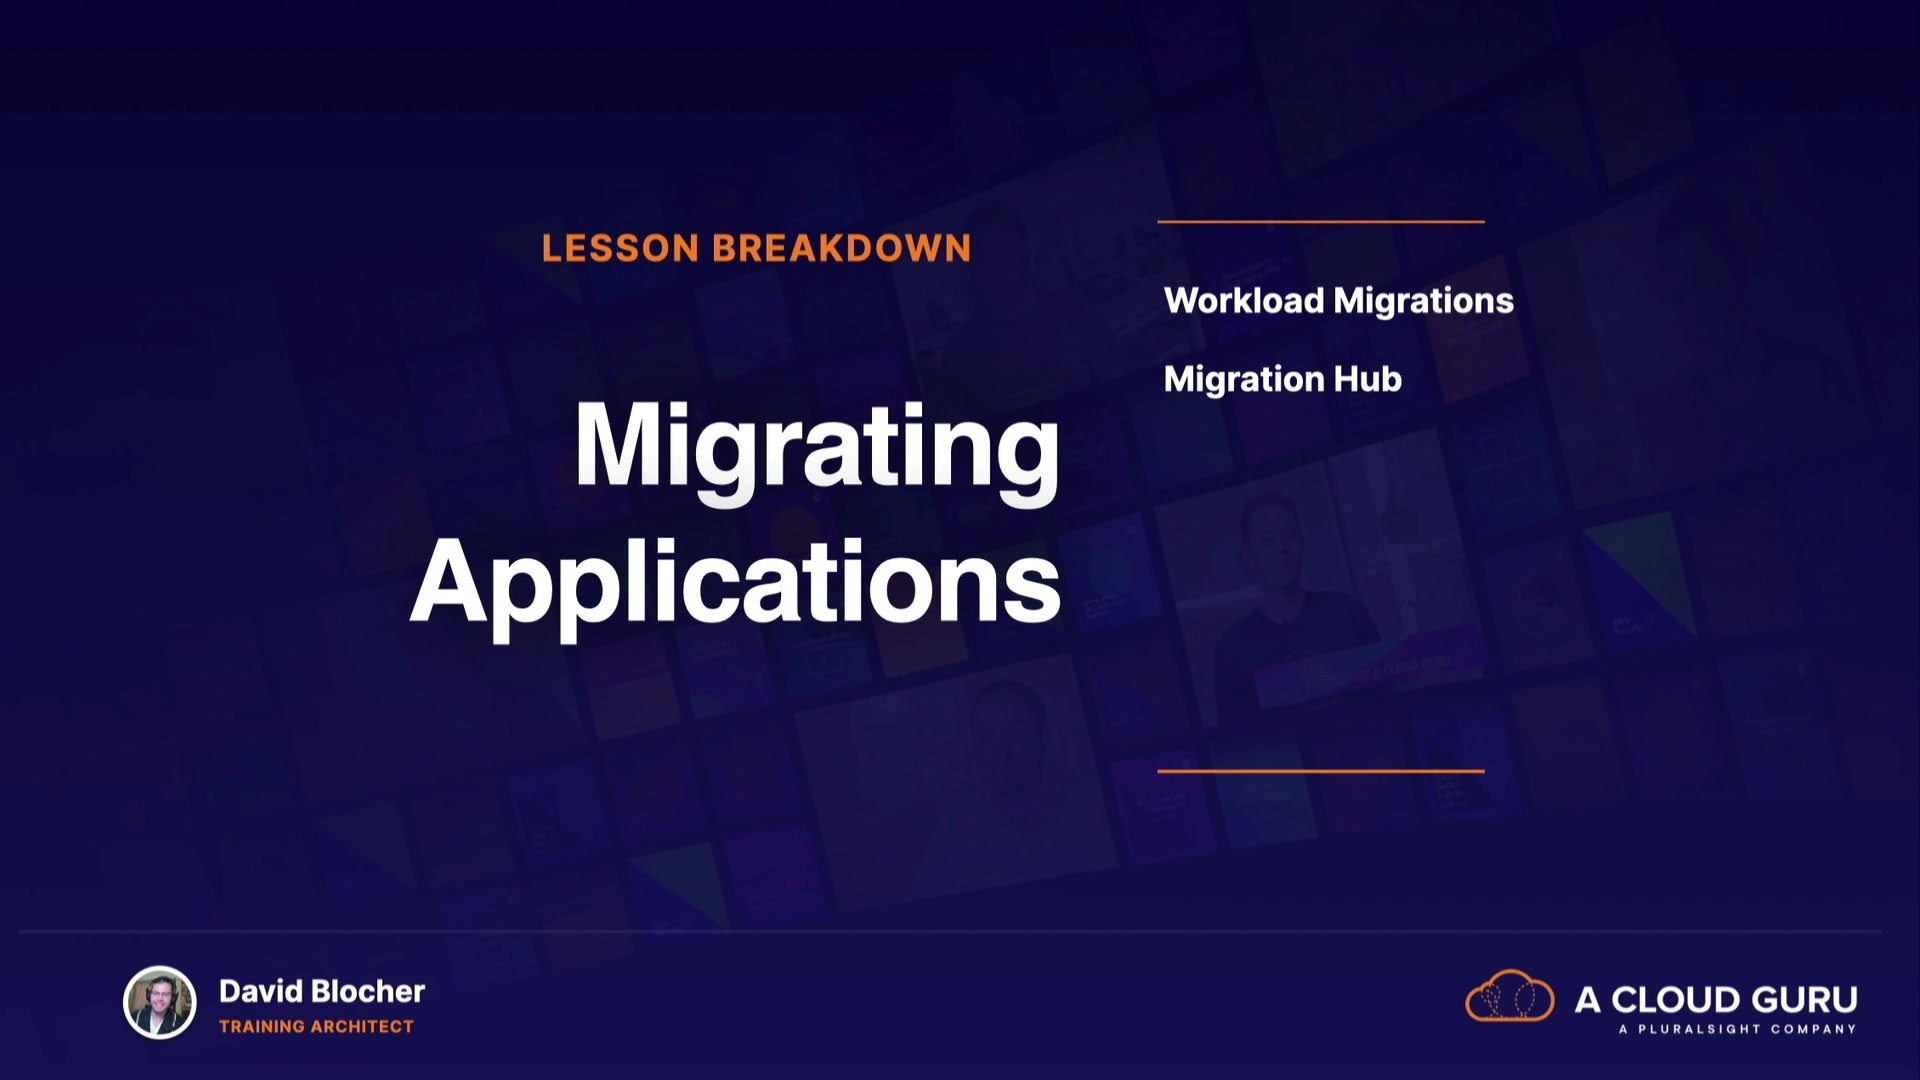 LESSON BREAKDOWN
Migrating
Applications
Workload Migrations
Migration Hub
David Blocher
TRAINING ARCHITECT
A CLOUD GURU
A PLURALSIGHT COMPANY